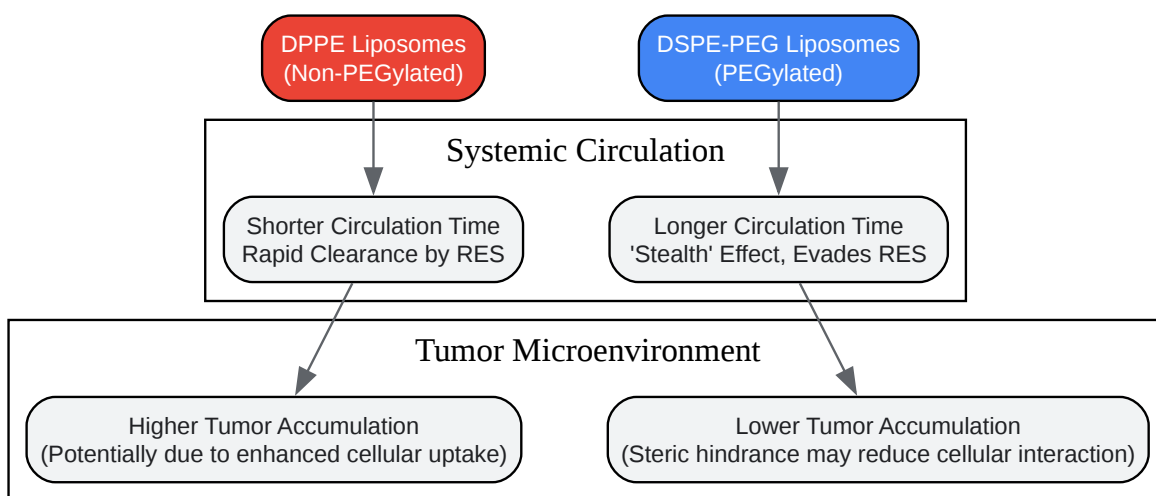 DPPE Liposomes
(Non-PEGylated)
DSPE-PEG Liposomes
(PEGylated)
Systemic Circulation
Shorter Circulation Time
Rapid Clearance by RES
Longer Circulation Time
'Stealth' Effect, Evades RES
Tumor Microenvironment
Higher Tumor Accumulation
(Potentially due to enhanced cellular uptake)
Lower Tumor Accumulation
(Steric hindrance may reduce cellular interaction)